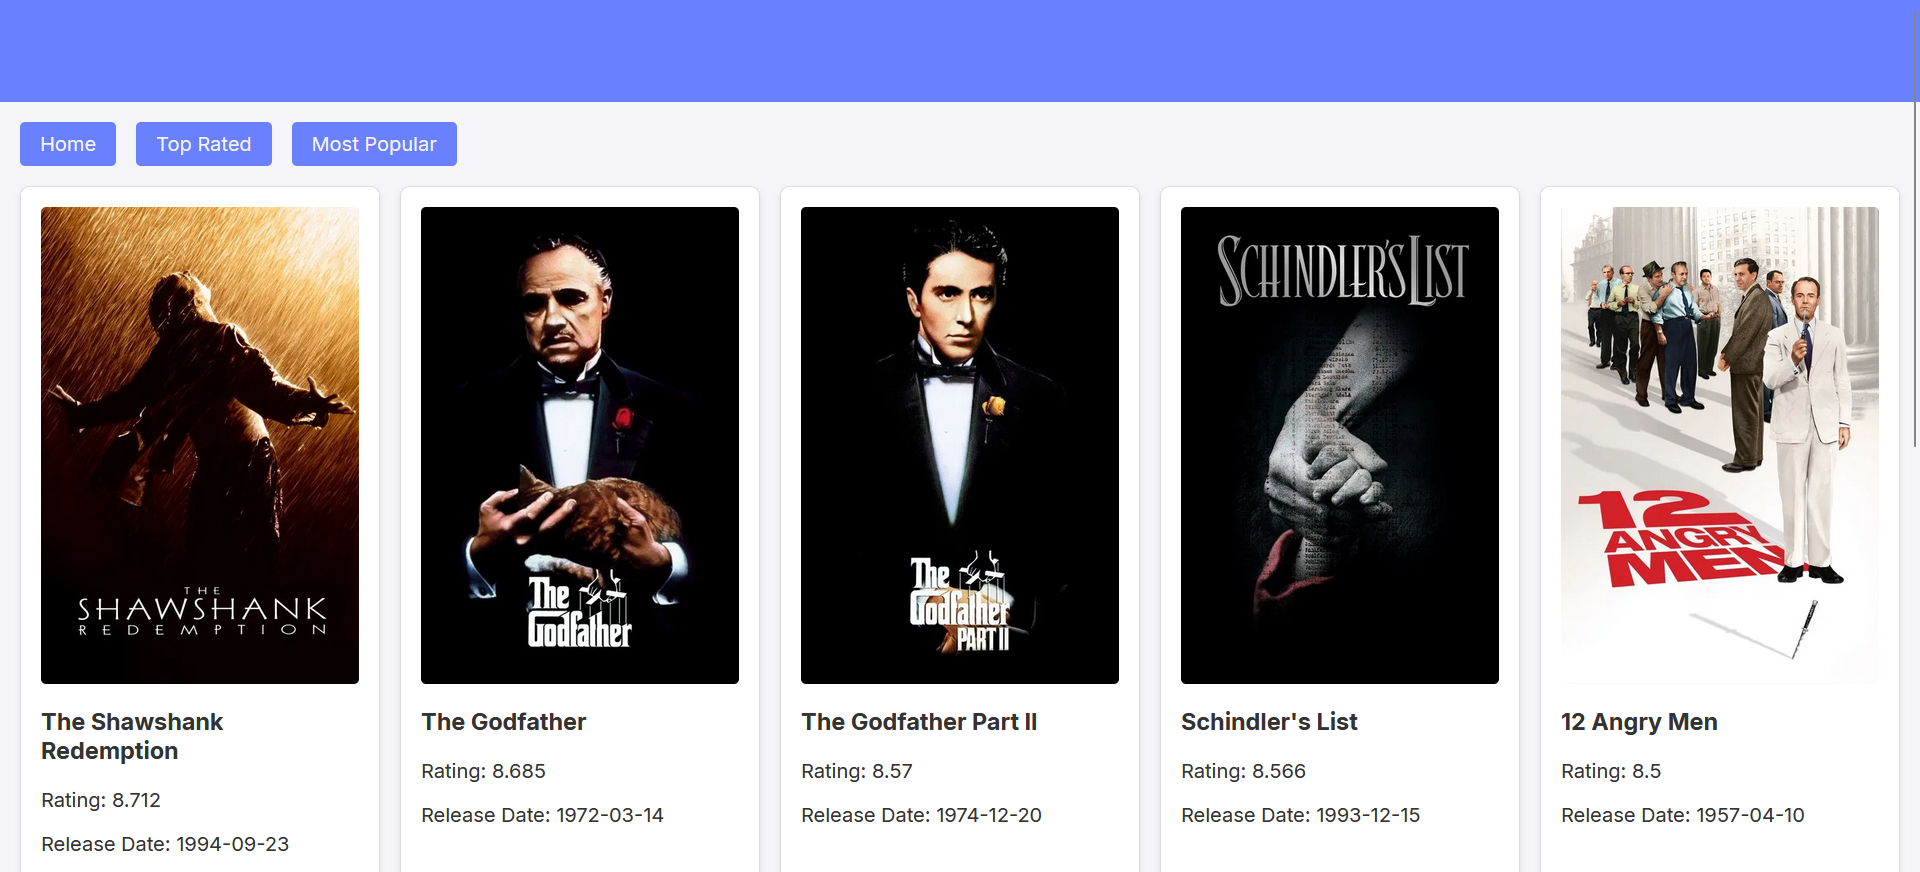 Home
Top Rated
Most Popular
THE
SHAWSHANK
REDEMPTION
The
Godfather
The
Godfather
PART II
SCHINDLER'S LIST
12
ANGRY
MEN
The Shawshank
Redemption
Rating: 8.712
Release Date: 1994-09-23
The Godfather
Rating: 8.685
Release Date: 1972-03-14
The Godfather Part II
Rating: 8.57
Release Date: 1974-12-20
Schindler's List
Rating: 8.566
Release Date: 1993-12-15
12 Angry Men
Rating: 8.5
Release Date: 1957-04-10